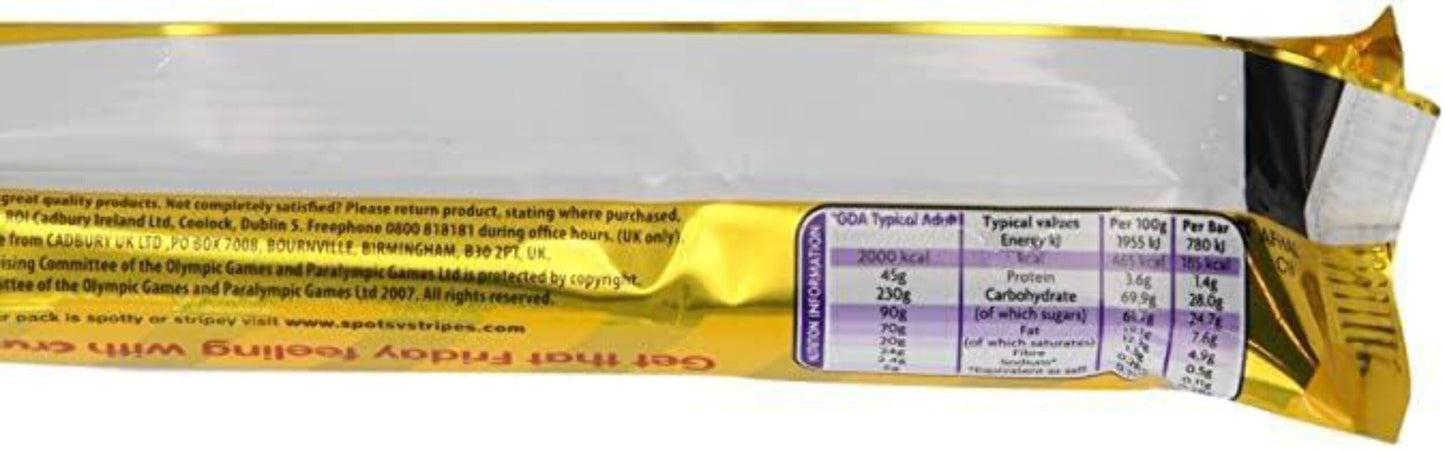 great quality products. Not completely satisfied? Please return product, stating where purchased,
ROI Cadbury Ireland Ltd, Coolock, Dublin 5. Freephone 0800 818181 during office hours. (UK only).
from CADBURY UK LTD ,PO BOX 7008, BOURNVILLE, BIRMINGHAM, B30 2PT, UK.
ising Committee of the Olympic Games and Paralympic Games Ltd is protected by copyright.
ttee of the Olympic Games and Paralympic Games Ltd 2007. All rights reserved.
r pack is spotty or stripey visit www.spotsvstripes.com
Get that Friday feeling with Cru
NUTRITION INFORMATION
*GDA Typical Adult Typical values Per 100g Per Bar
Energy kJ 1955 kJ 780 kJ
2000 kcal kcal 465 kcal 185 kcal
45g Protein 3.6g 1.4g
230g Carbohydrate 69.9g 28.0g
90g (of which sugars) 24.7g
70g Fat 7.6g
20g (of which saturates) 4.9g
24g Fibre 0.5g
Sodium*
*Equivalent as salt